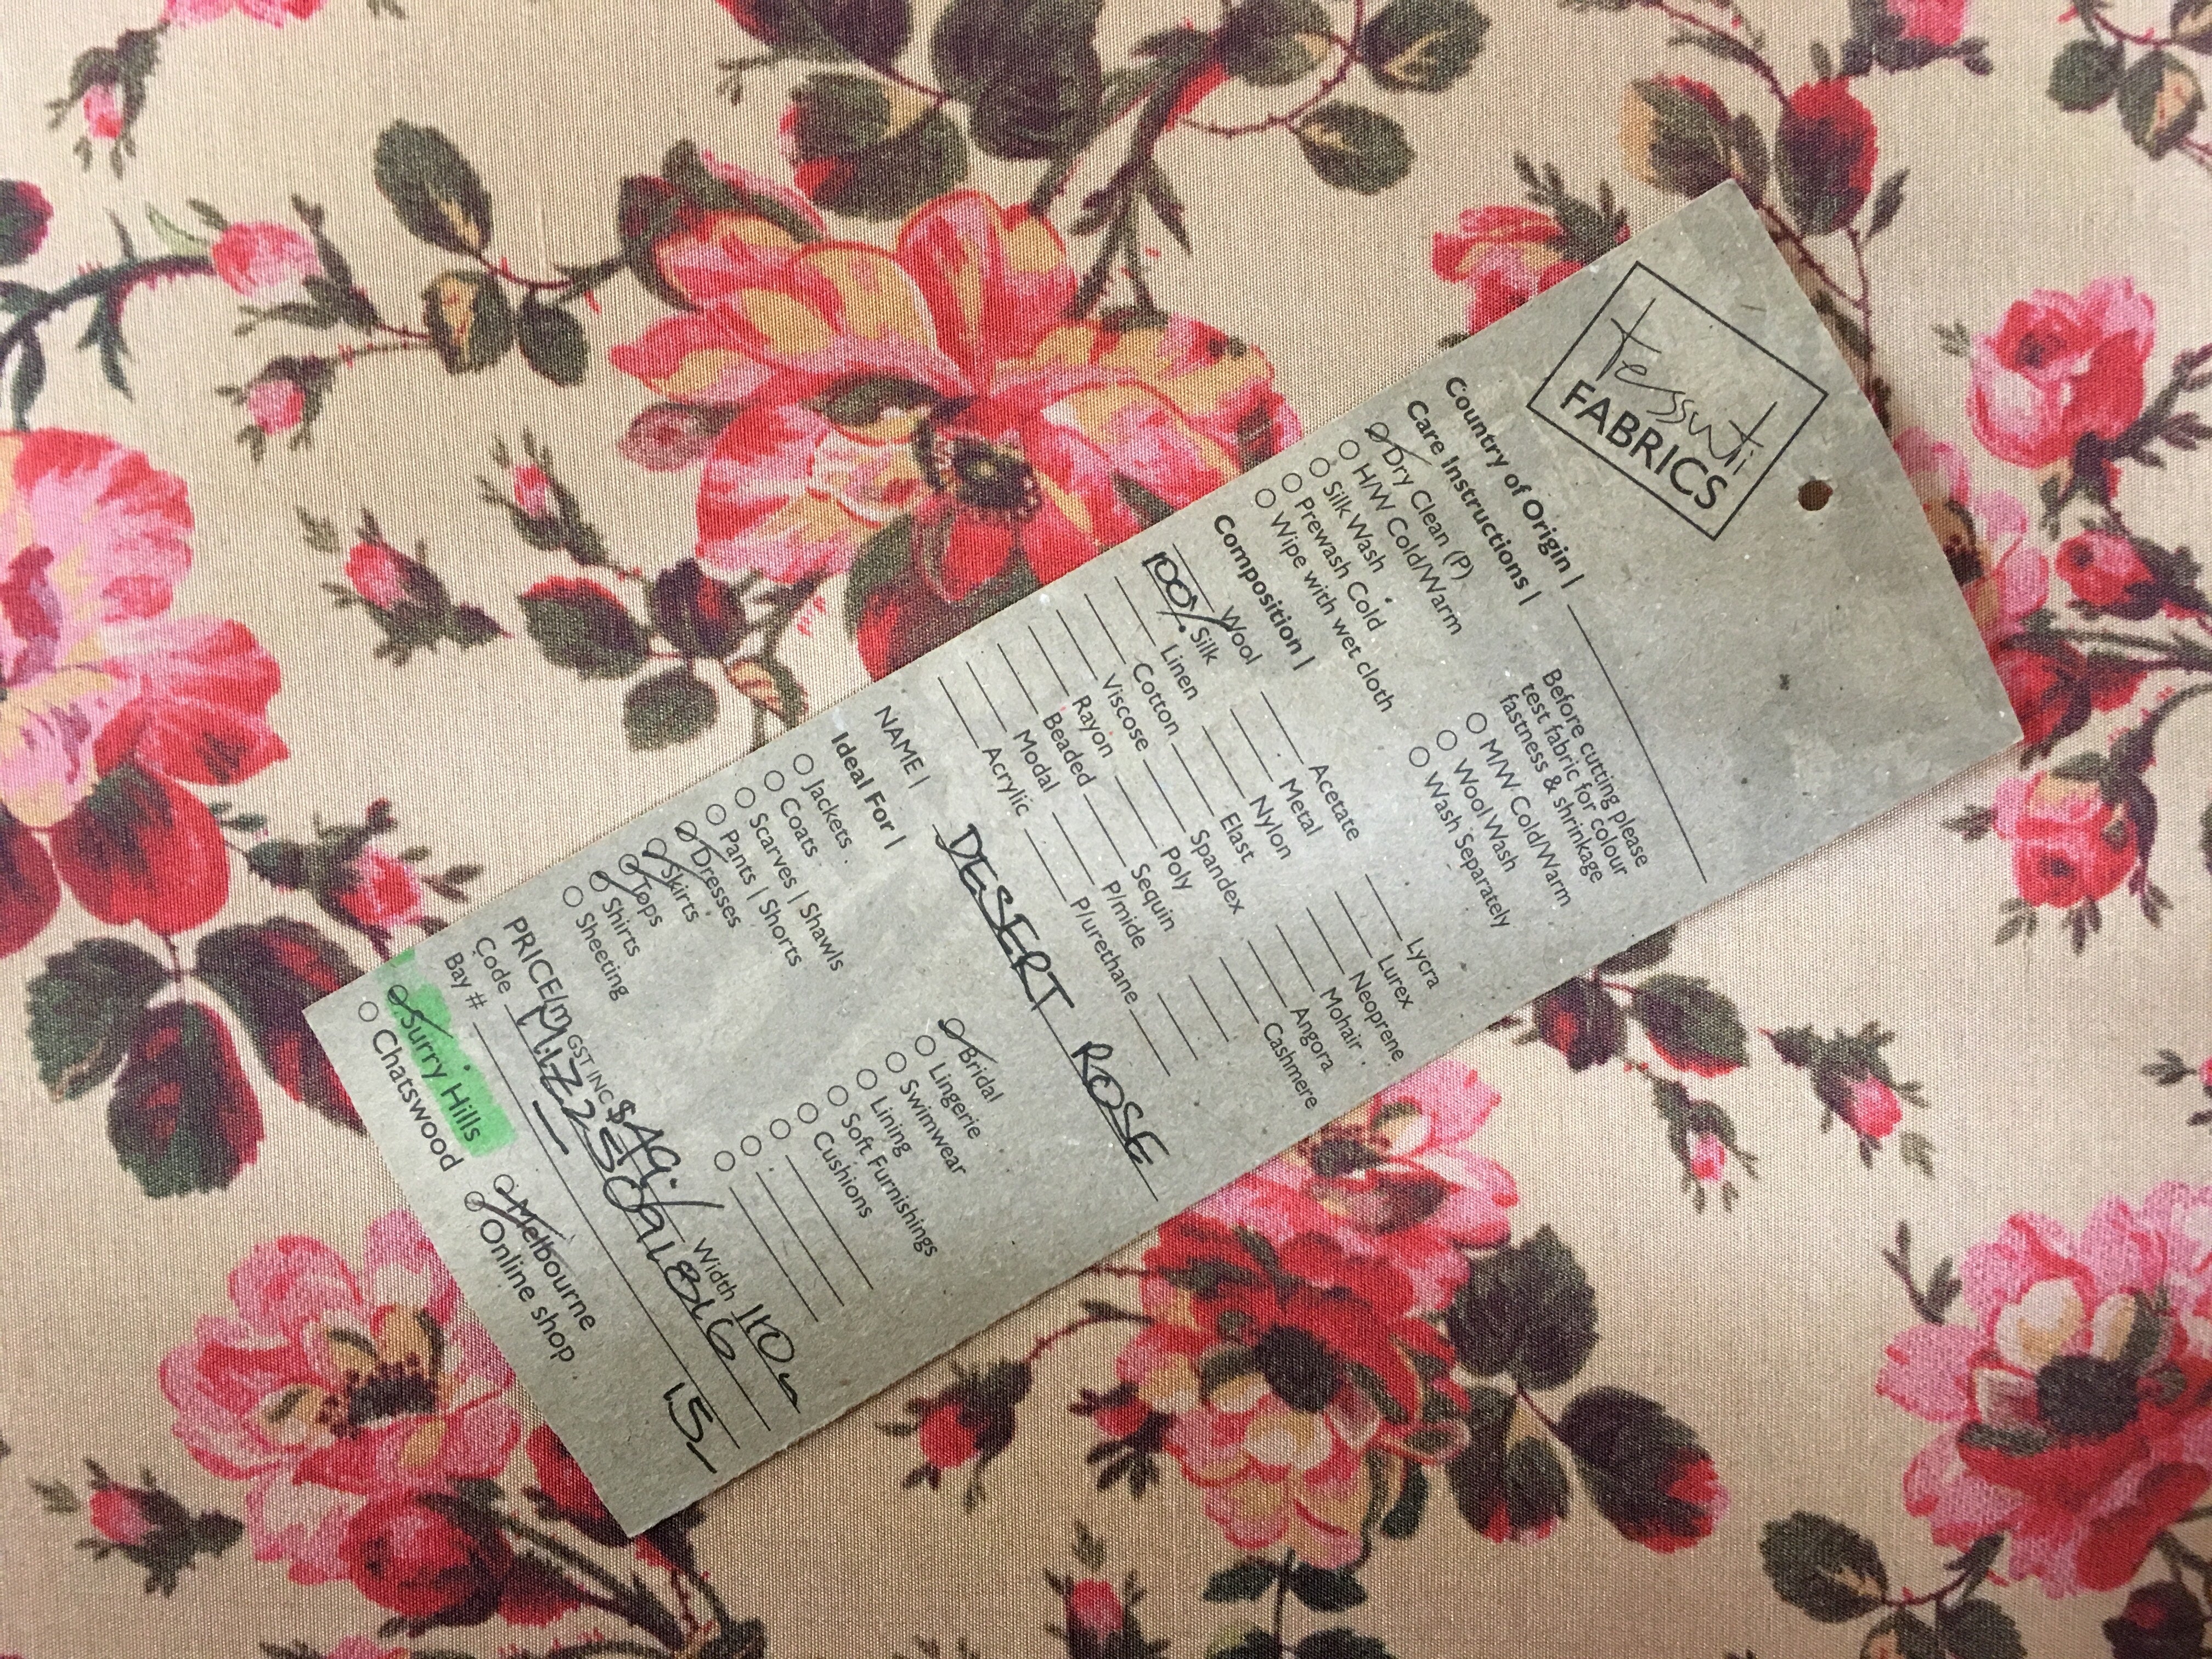 Tessuti
FABRICS
Country of Origin |
Care Instructions |
Before cutting please
test fabric for colour
fastness & shrinkage
Dry Clean (P)
H/W Cold/Warm
Silk Wash
Prewash Cold
Wipe with wet cloth
M/W Cold/Warm
Wool Wash
Wash Separately
Composition |
Wool Acetate Lycra
100% Silk Metal Lurex
Linen Nylon Neoprene
Cotton Elast Mohair
Viscose Spandex Angora
Rayon Poly Cashmere
Beaded Sequin
Modal P/mide
Acrylic P/urethane
NAME | DESERT ROSE
Ideal For |
Jackets
Coats
Scarves | Shawls
Pants | Shorts
Dresses
Skirts
Tops
Shirts
Sheeting
Bridal
Lingerie
Swimwear
Lining
Soft Furnishings
Cushions
PRICE/m GST INC $49./ Width 110
Code
Bay # 15
Surry Hills
Chatswood
Melbourne
Online shop